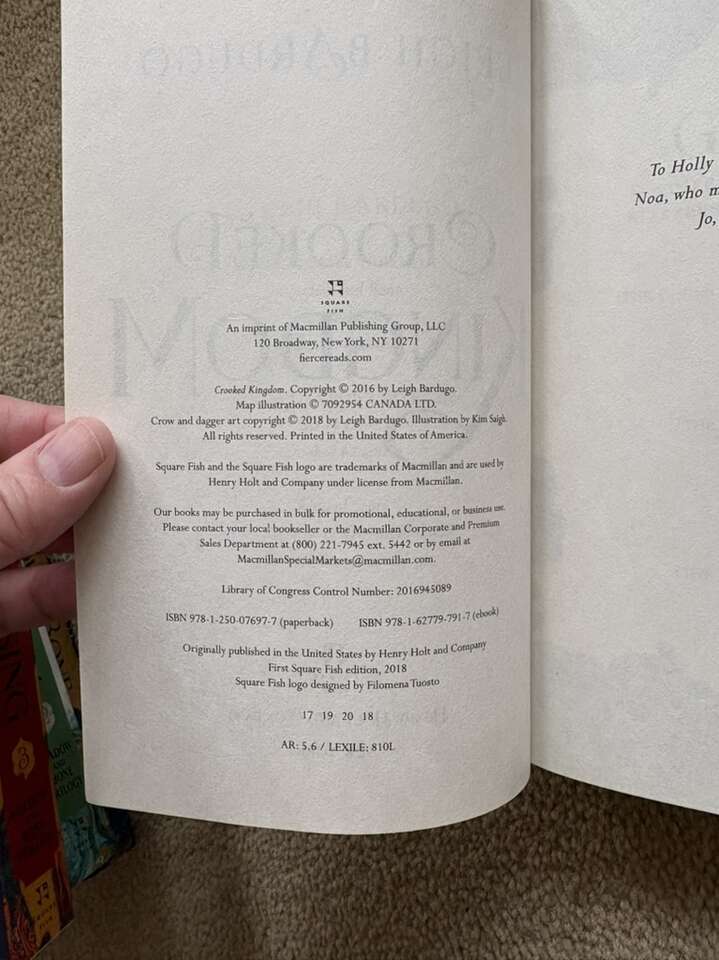 SQUARE
FISH
An imprint of Macmillan Publishing Group, LLC
120 Broadway, New York, NY 10271
fiercereads.com
Crooked Kingdom. Copyright © 2016 by Leigh Bardugo.
Map illustration © 7092954 CANADA LTD.
Crow and dagger art copyright © 2018 by Leigh Bardugo. Illustration by Kim Saigh.
All rights reserved. Printed in the United States of America.
Square Fish and the Square Fish logo are trademarks of Macmillan and are used by
Henry Holt and Company under license from Macmillan.
Our books may be purchased in bulk for promotional, educational, or business use.
Please contact your local bookseller or the Macmillan Corporate and Premium
Sales Department at (800) 221-7945 ext. 5442 or by email at
MacmillanSpecialMarkets@macmillan.com.
Library of Congress Control Number: 2016945089
ISBN 978-1-250-07697-7 (paperback) ISBN 978-1-62779-791-7 (ebook)
Originally published in the United States by Henry Holt and Company
First Square Fish edition, 2018
Square Fish logo designed by Filomena Tuosto
17 19 20 18
AR: 5.6 / LEXILE: 810L
To Holly
Noa, who
Jo,
3
AND
SQUARE
FISH